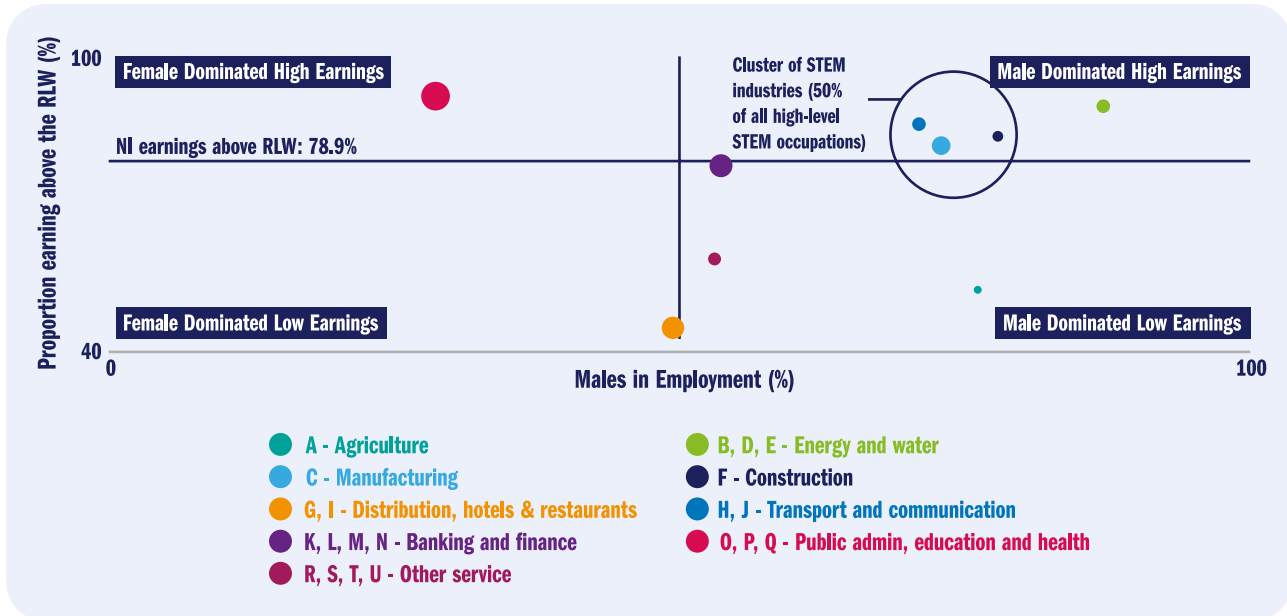 Proportion earning above the RLW (%)
100
Female Dominated High Earnings
Cluster of STEM
industries (50%
of all high-level
STEM occupations)
Male Dominated High Earnings
NI earnings above RLW: 78.9%
Female Dominated Low Earnings
Male Dominated Low Earnings
40
0
Males in Employment (%)
100
A - Agriculture
C - Manufacturing
G, I - Distribution, hotels & restaurants
K, L, M, N - Banking and finance
R, S, T, U - Other service
B, D, E - Energy and water
F - Construction
H, J - Transport and communication
O, P, Q - Public admin, education and health